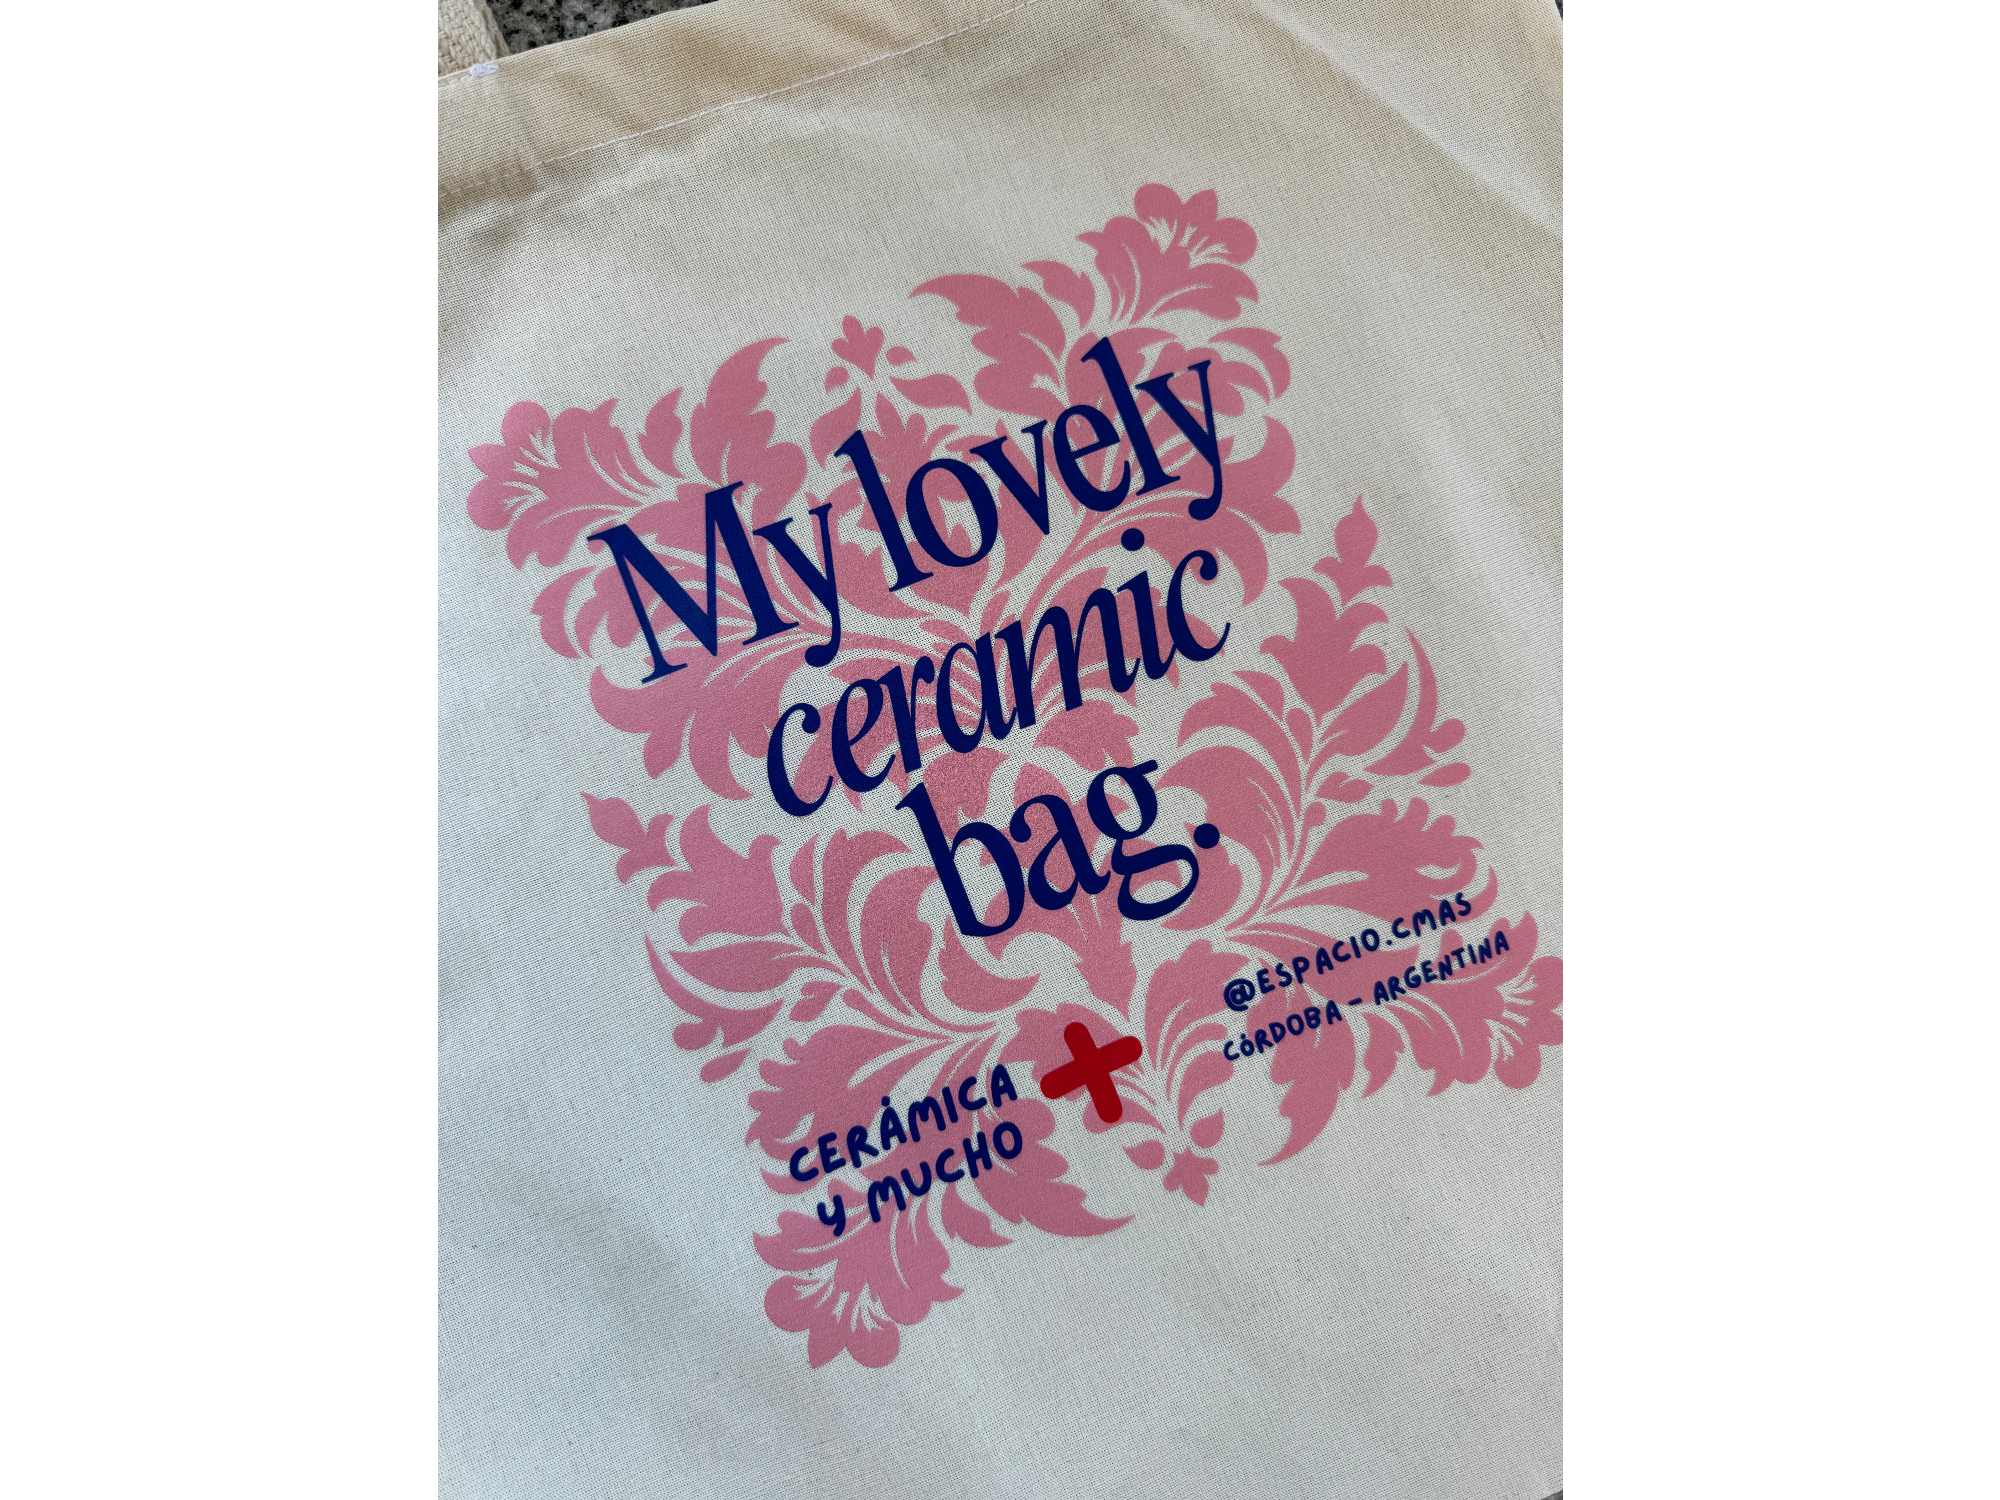 My lovely
ceramic
bag.
@ESPACIO.CMAS
CÓRDOBA - ARGENTINA
CERÁMICA
y MUCHO
+